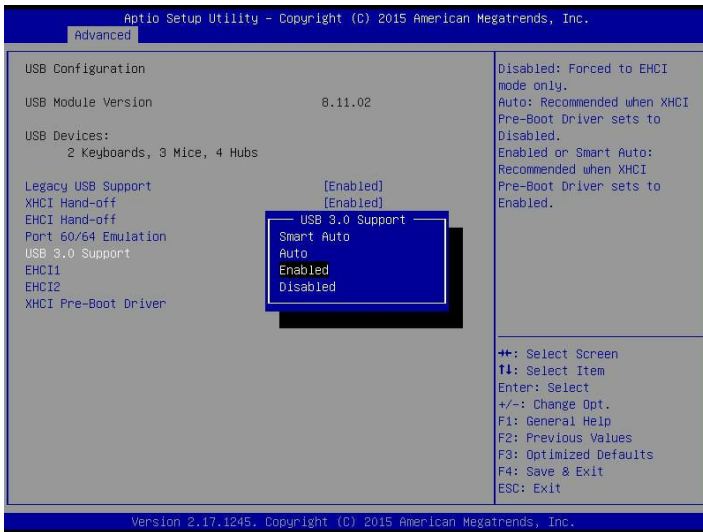 Aptio Setup Utility – Copyright (C) 2015 American Megatrends, Inc.
Advanced
USB Configuration
USB Module Version 8.11.02
USB Devices:
2 Keyboards, 3 Mice, 4 Hubs
Legacy USB Support [Enabled]
XHCI Hand-off [Enabled]
EHCI Hand-off
Port 60/64 Emulation
USB 3.0 Support
EHCI1
EHCI2
XHCI Pre-Boot Driver
USB 3.0 Support
Smart Auto
Auto
Enabled
Disabled
Disabled: Forced to EHCI
mode only.
Auto: Recommended when XHCI
Pre-Boot Driver sets to
Disabled.
Enabled or Smart Auto:
Recommended when XHCI
Pre-Boot Driver sets to
Enabled.
→←: Select Screen
↑↓: Select Item
Enter: Select
+/-: Change Opt.
F1: General Help
F2: Previous Values
F3: Optimized Defaults
F4: Save & Exit
ESC: Exit
Version 2.17.1245. Copyright (C) 2015 American Megatrends, Inc.